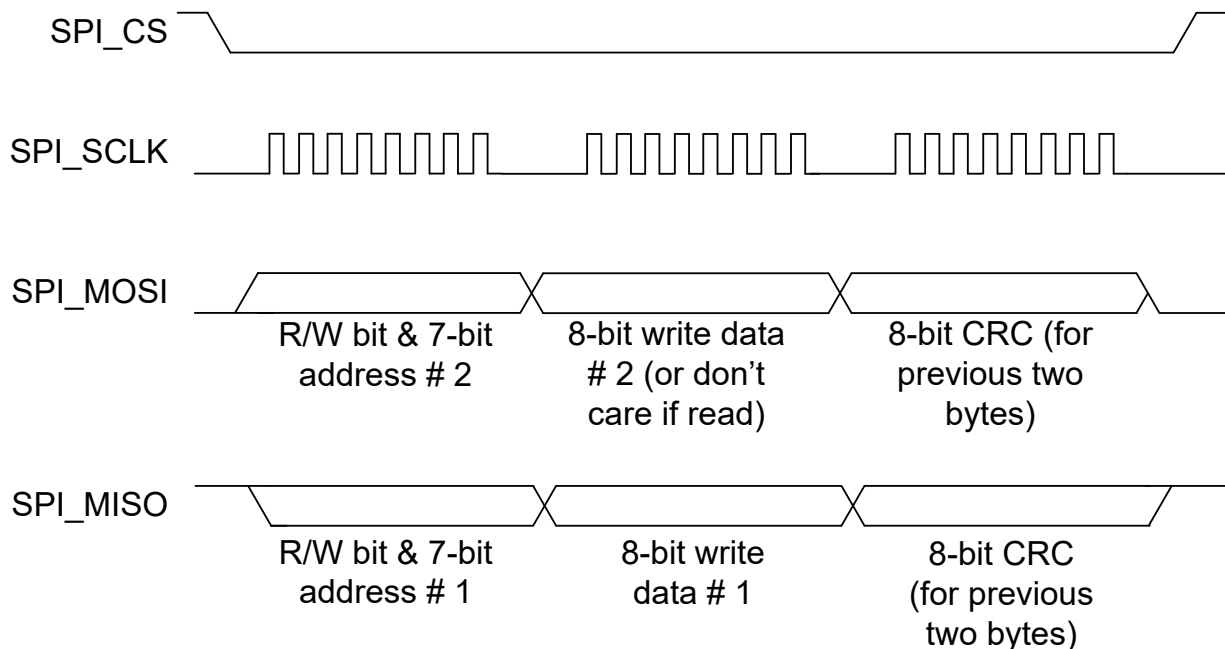 SPI_CS
SPI_SCLK
SPI_MOSI
R/W bit & 7-bit
address # 2
8-bit write data
# 2 (or don't
care if read)
8-bit CRC (for
previous two
bytes)
SPI_MISO
R/W bit & 7-bit
address # 1
8-bit write
data # 1
8-bit CRC
(for previous
two bytes)